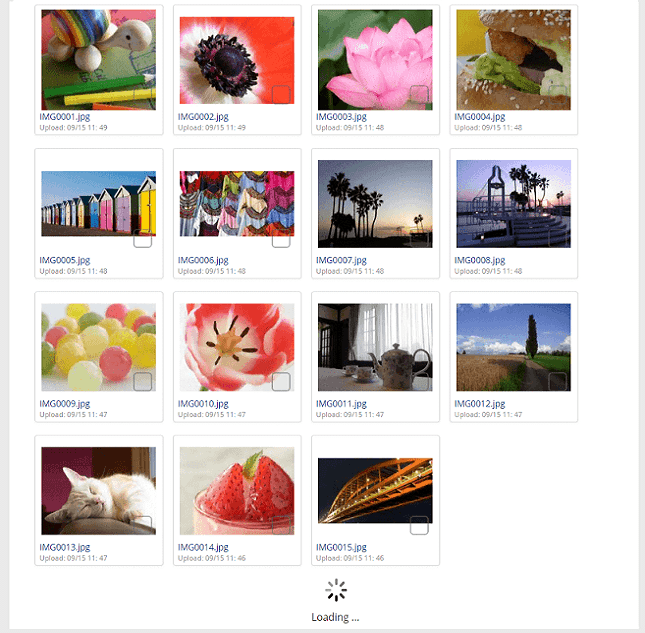 IMG0001.jpg
Upload: 09/15 11: 49
IMG0002.jpg
Upload: 09/15 11: 49
IMG0003.jpg
Upload: 09/15 11: 48
IMG0004.jpg
Upload: 09/15 11: 48
IMG0005.jpg
Upload: 09/15 11: 48
IMG0006.jpg
Upload: 09/15 11: 48
IMG0007.jpg
Upload: 09/15 11: 48
IMG0008.jpg
Upload: 09/15 11: 48
IMG0009.jpg
Upload: 09/15 11: 47
IMG0010.jpg
Upload: 09/15 11: 47
IMG0011.jpg
Upload: 09/15 11: 47
IMG0012.jpg
Upload: 09/15 11: 47
IMG0013.jpg
Upload: 09/15 11: 47
IMG0014.jpg
Upload: 09/15 11: 46
IMG0015.jpg
Upload: 09/15 11: 46
Loading ...